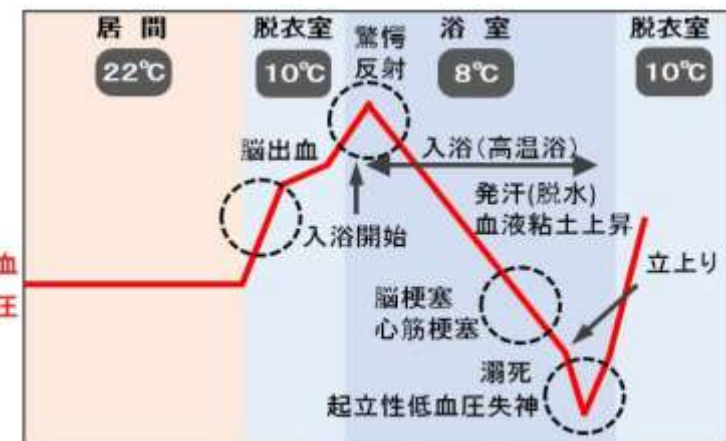 居間
22℃
脱衣室
10℃
驚愕
反射
浴室
8℃
脱衣室
10℃
脳出血
入浴(高温浴)
入浴開始
発汗(脱水)
血液粘土上昇
血
圧
立上り
脳梗塞
心筋梗塞
溺死
起立性低血圧失神